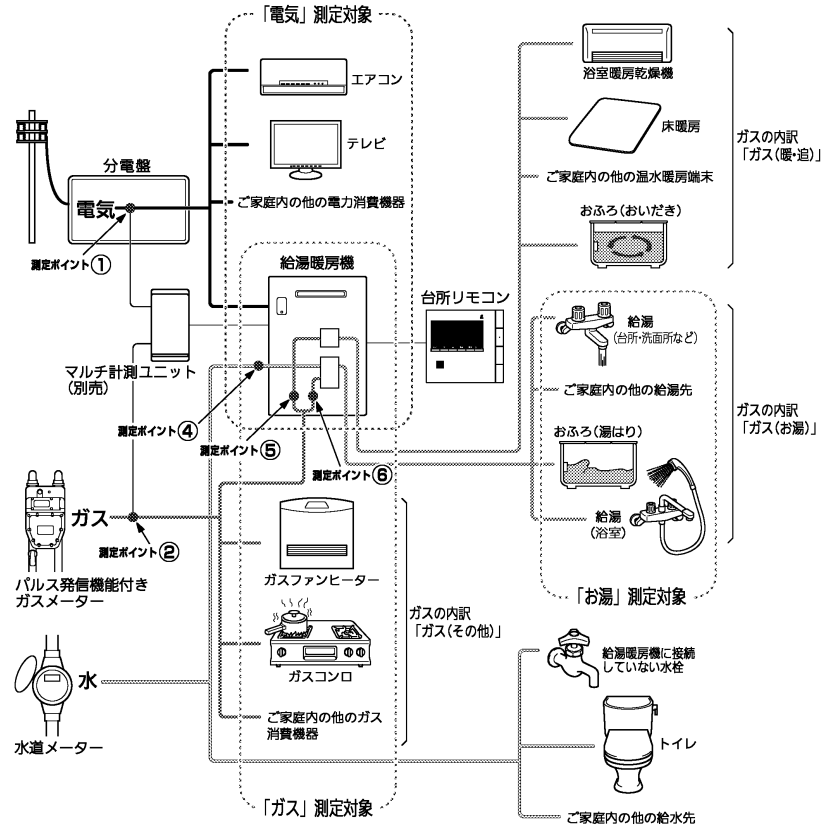 「電気」測定対象
エアコン
テレビ
ご家庭内の他の電力消費機器
分電盤
電気
測定ポイント①
マルチ計測ユニット
（別売）
給湯暖房機
台所リモコン
測定ポイント④
測定ポイント⑤
測定ポイント⑥
浴室暖房乾燥機
床暖房
ご家庭内の他の温水暖房端末
おふろ（おいだき）
ガスの内訳
「ガス（暖・追）」
給湯
（台所・洗面所など）
ご家庭内の他の給湯先
おふろ（湯はり）
給湯
（浴室）
ガスの内訳
「ガス（お湯）」
「お湯」測定対象
ガス
測定ポイント②
パルス発信機能付き
ガスメーター
ガスファンヒーター
ガスコンロ
ご家庭内の他のガス
消費機器
ガスの内訳
「ガス（その他）」
「ガス」測定対象
水
水道メーター
給湯暖房機に接続
していない水栓
トイレ
ご家庭内の他の給水先